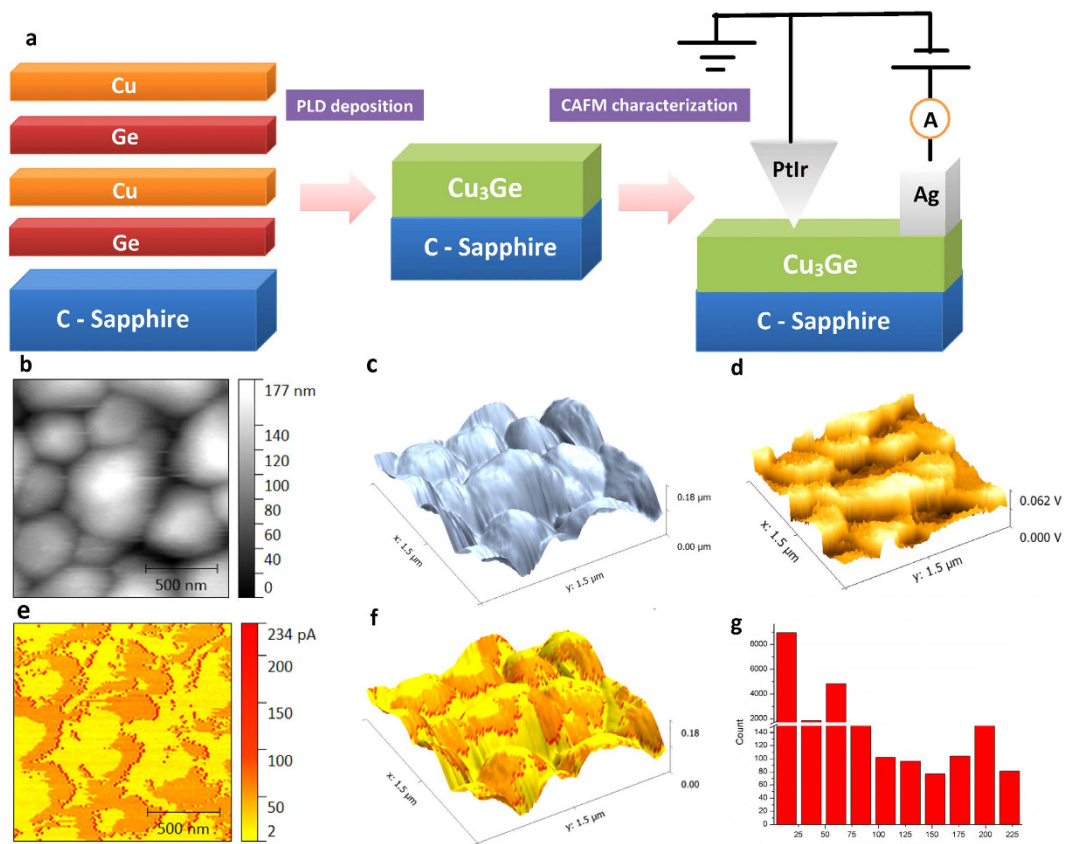 a
Cu
Ge
Cu
Ge
C - Sapphire
PLD deposition
Cu₃Ge
C - Sapphire
CAFM characterization
PtIr
A
Ag
Cu₃Ge
C - Sapphire
b
177 nm
140
120
100
80
60
40
0
500 nm
c
0.18 µm
0.00 µm
x: 1.5 µm
y: 1.5 µm
d
0.062 V
0.000 V
x: 1.5 µm
y: 1.5 µm
e
234 pA
200
150
100
50
2
500 nm
f
0.18
0.00
x: 1.5 µm
y: 1.5 µm
g
Count
8000
6000
4000
2000
140
120
100
80
60
40
20
0
25
50
75
100
125
150
175
200
225